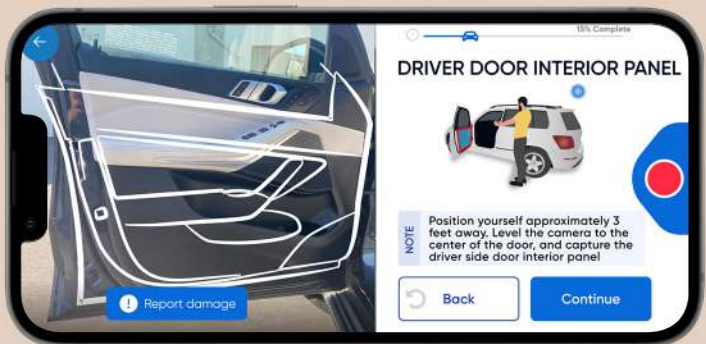 15% Complete
DRIVER DOOR INTERIOR PANEL
NOTE
Position yourself approximately 3
feet away. Level the camera to the
center of the door, and capture the
driver side door interior panel
Report damage
Back
Continue